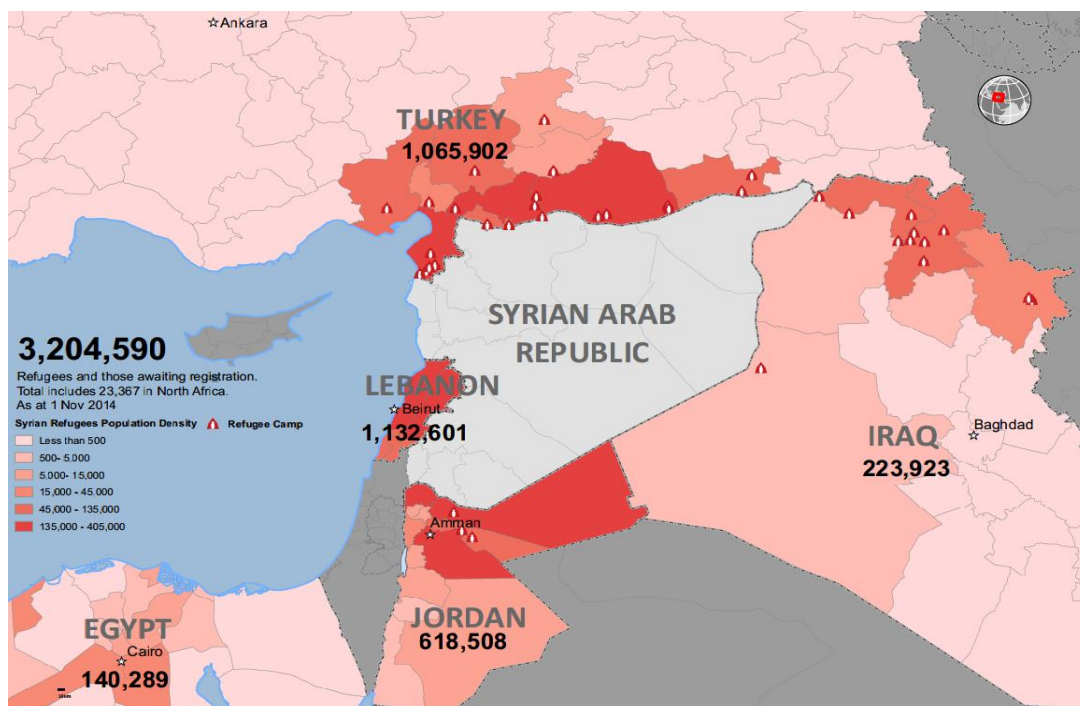 Ankara
TURKEY
1,065,902
SYRIAN ARAB
REPUBLIC
3,204,590
Refugees and those awaiting registration.
Total includes 23,367 in North Africa.
As at 1 Nov 2014
Syrian Refugees Population Density
Refugee Camp
Less than 500
500- 5.000
5.000- 15,000
15,000 - 45.000
45,000 - 135,000
135,000 - 405,000
LEBANON
Beirut
1,132,601
Baghdad
IRAQ
223,923
Amman
JORDAN
618,508
EGYPT
Cairo
140,289